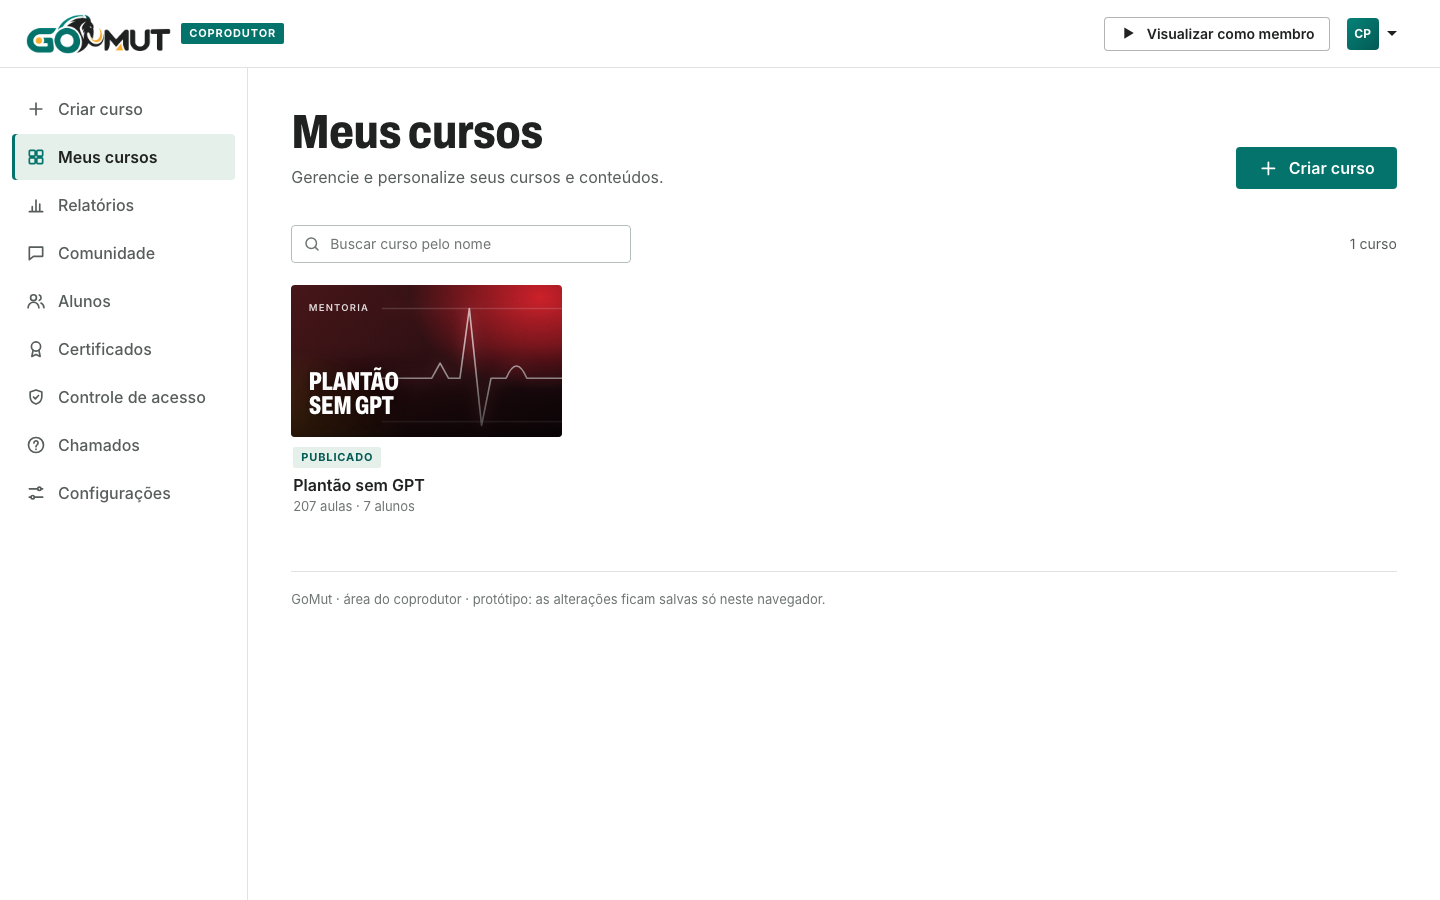 GOMUT
COPRODUTOR
Visualizar como membro
CP
Criar curso
Meus cursos
Relatórios
Comunidade
Alunos
Certificados
Controle de acesso
Chamados
Configurações
Meus cursos
Gerencie e personalize seus cursos e conteúdos.
Criar curso
Buscar curso pelo nome
1 curso
MENTORIA
PLANTÃO
SEM GPT
PUBLICADO
Plantão sem GPT
207 aulas · 7 alunos
GoMut · área do coprodutor · protótipo: as alterações ficam salvas só neste navegador.